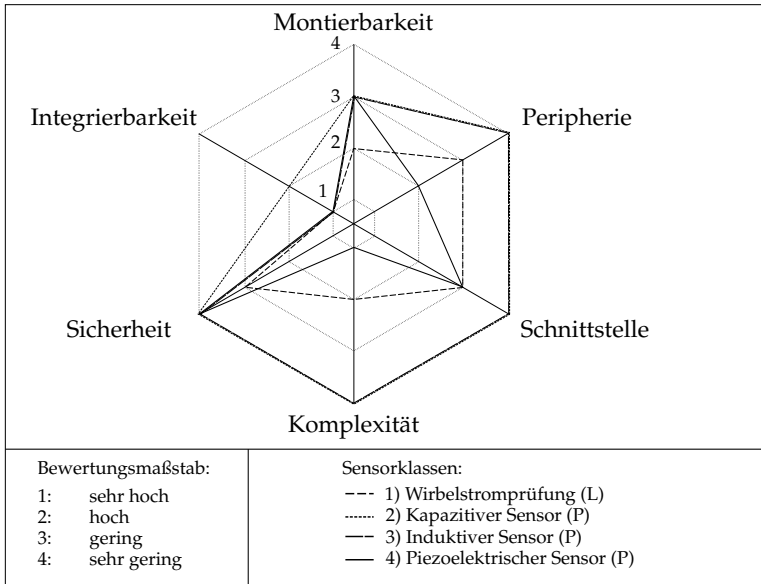 Montierbarkeit
4
Integrierbarkeit
3
Peripherie
2
1
Sicherheit
Schnittstelle
Komplexität
Bewertungsmaßstab:
1: sehr hoch
2: hoch
3: gering
4: sehr gering
Sensorklassen:
1) Wirbelstromprüfung (L)
2) Kapazitiver Sensor (P)
3) Induktiver Sensor (P)
4) Piezoelektrischer Sensor (P)